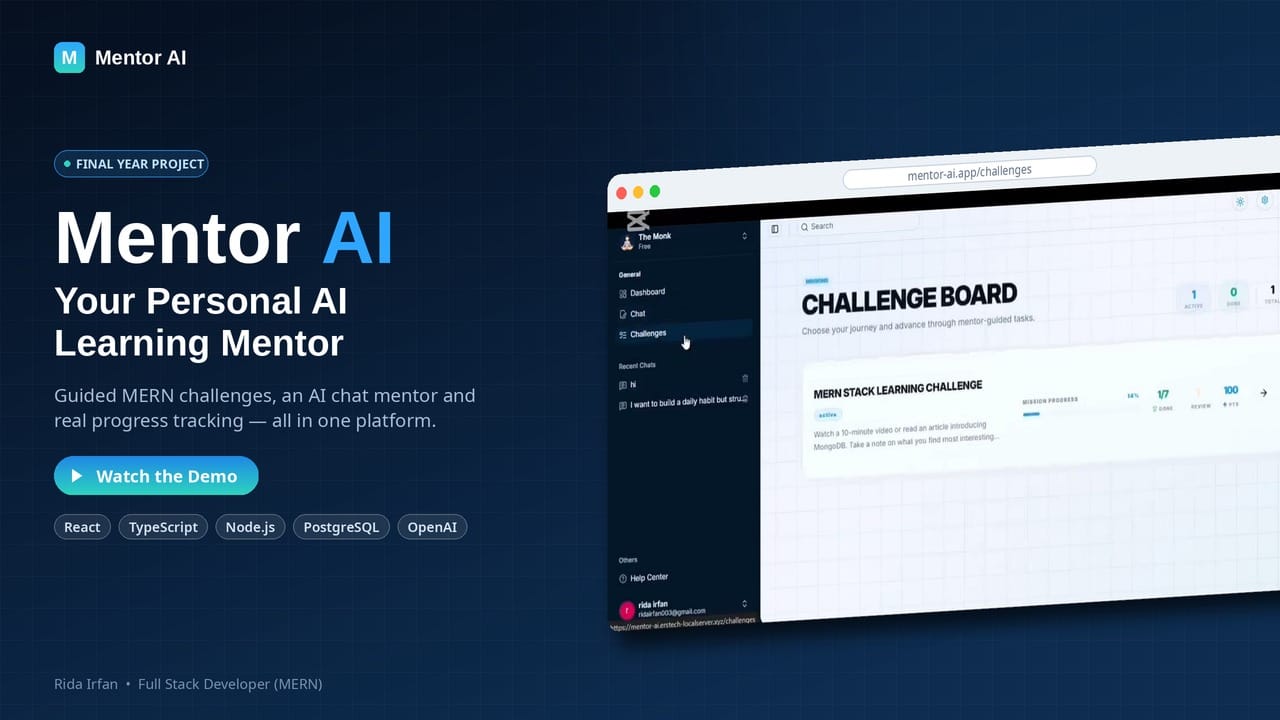 M Mentor AI
FINAL YEAR PROJECT
Mentor AI
Your Personal AI
Learning Mentor
Guided MERN challenges, an AI chat mentor and
real progress tracking — all in one platform.
Watch the Demo
React TypeScript Node.js PostgreSQL OpenAI
Rida Irfan • Full Stack Developer (MERN)
mentor-ai.app/challenges
The Monk
Free
General
Dashboard
Chat
Challenges
Recent Chats
hi
I want to build a daily habit but stru...
Others
Help Center
r
rida irfan
ridairfan003@gmail.com
https://mentor-ai.erstech-localserver.xyz/challenges
Search
CHALLENGE BOARD
Choose your journey and advance through mentor-guided tasks.
1 0 1
ACTIVE DONE TOTAL
MERN STACK LEARNING CHALLENGE
active
Watch a 10-minute video or read an article introducing
MongoDB. Take a note on what you find most interesting...
MISSION PROGRESS 14%
1/7 100
DONE REVIEW PTS